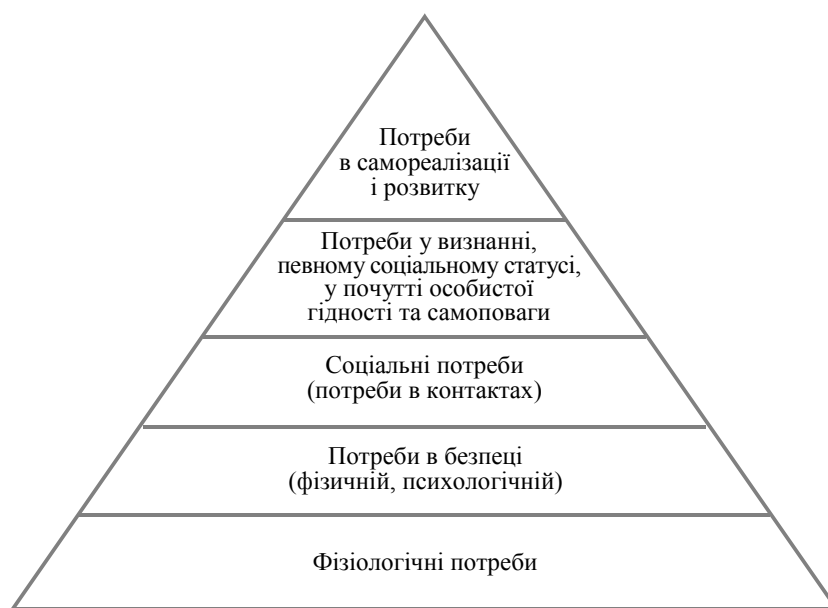 Потреби
в самореалізації
і розвитку
Потреби у визнанні,
певному соціальному статусі,
у почутті особистої
гідності та самоповаги
Соціальні потреби
(потреби в контактах)
Потреби в безпеці
(фізичній, психологічній)
Фізіологічні потреби